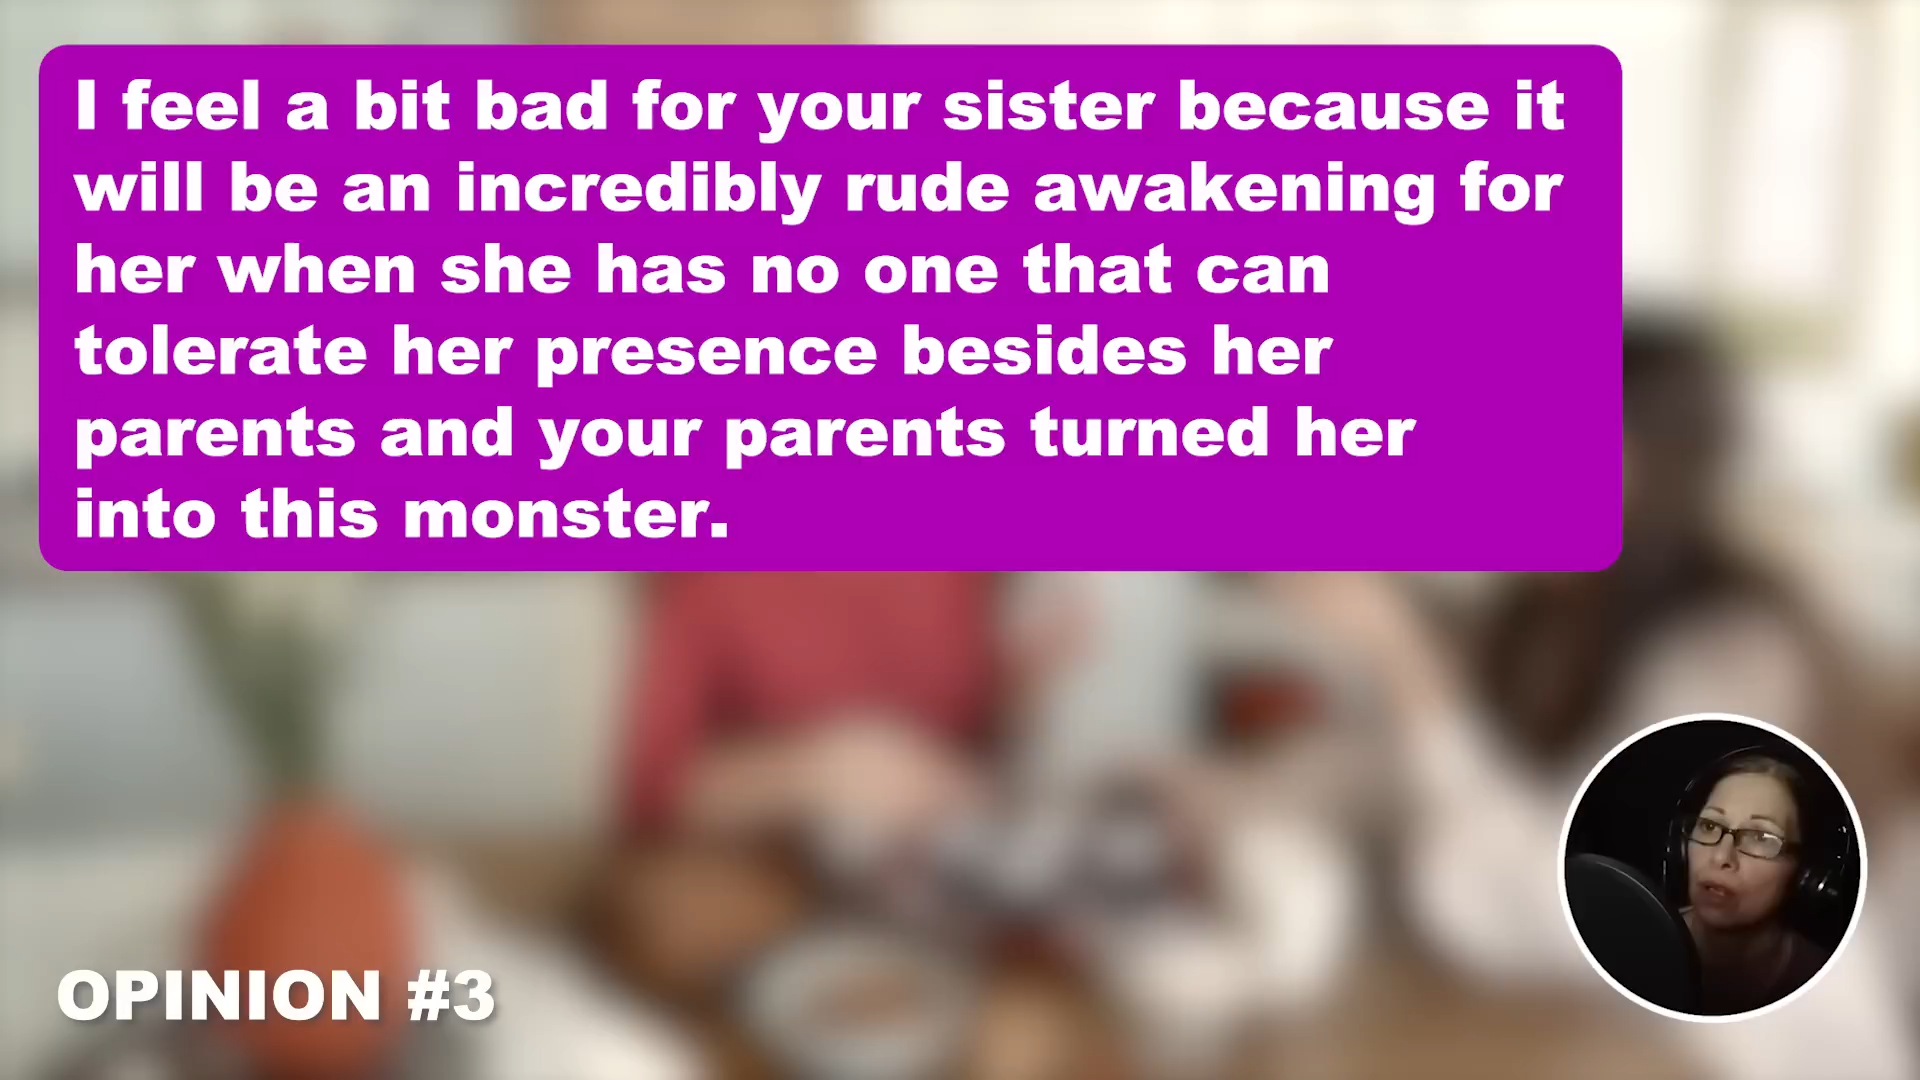 I feel a bit bad for your sister because it
will be an incredibly rude awakening for
her when she has no one that can
tolerate her presence besides her
parents and your parents turned her
into this monster.
OPINION #3